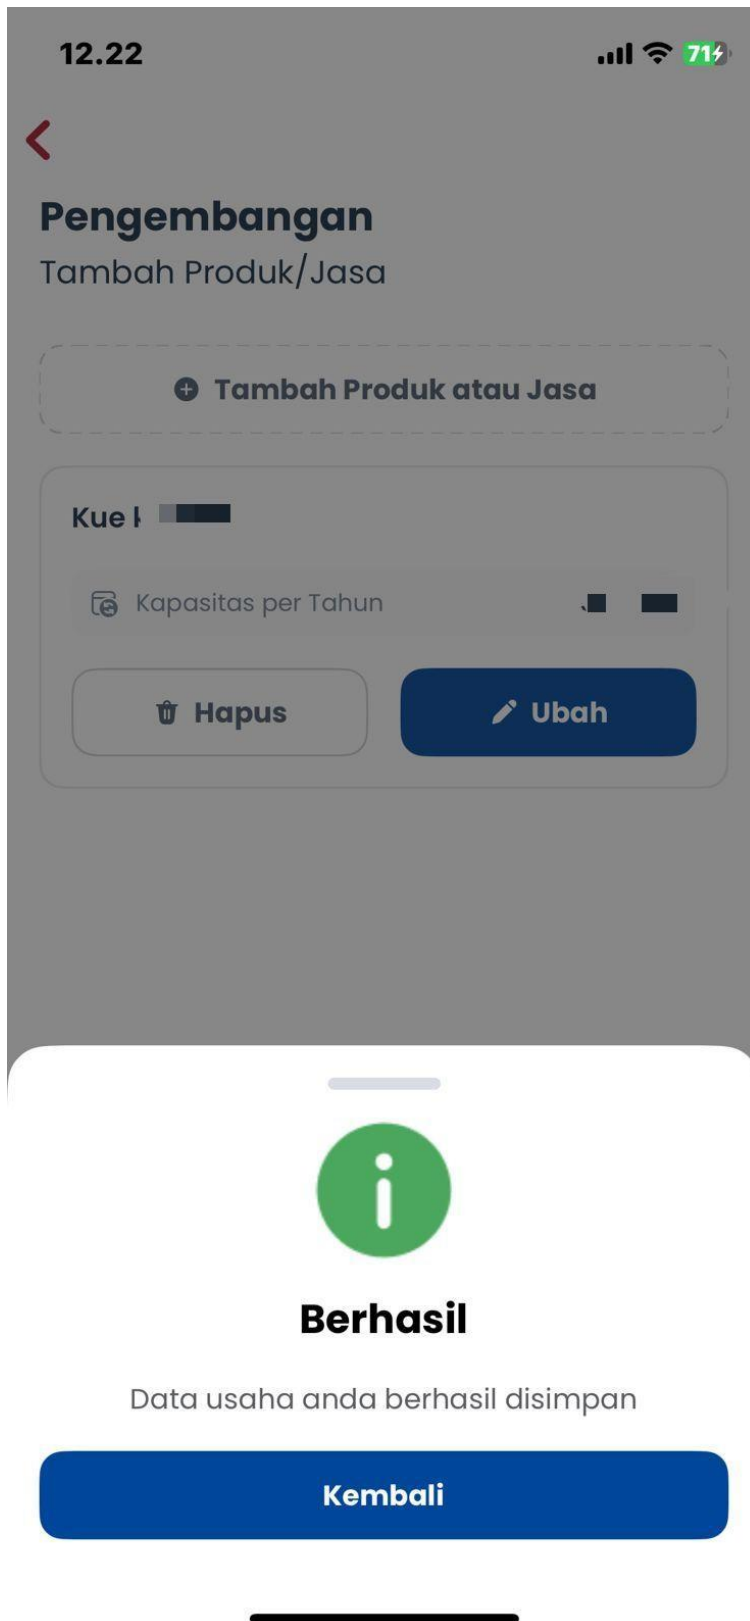 12.22
71
Pengembangan
Tambah Produk/Jasa
Tambah Produk atau Jasa
Kue
Kapasitas per Tahun
Hapus
Ubah
Berhasil
Data usaha anda berhasil disimpan
Kembali